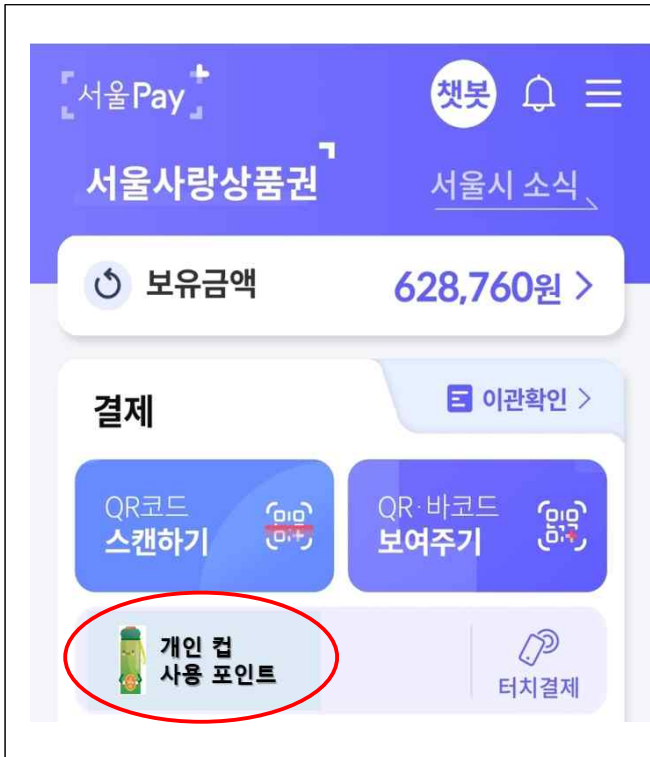 서울Pay+
챗봇
서울사랑상품권
서울시 소식
보유금액
628,760원 >
결제
이관확인 >
QR코드
스캔하기
QR·바코드
보여주기
개인 컵
사용 포인트
터치결제